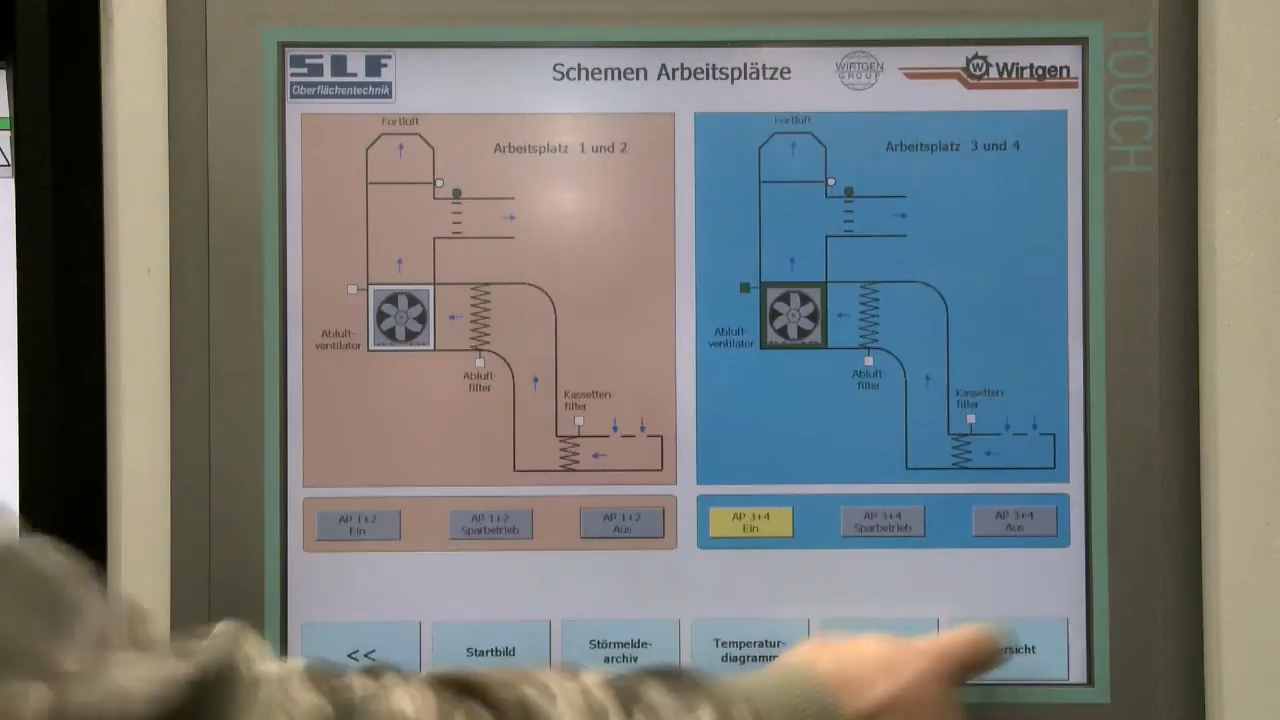 SLF
Oberflächentechnik
Schemen Arbeitsplätze
WIRTGEN
GROUP
Wirtgen
TOUCH
Fortluft
Arbeitsplatz 1 und 2
Abluft-
ventilator
Abluft-
filter
Kassetten-
filter
Fortluft
Arbeitsplatz 3 und 4
Abluft-
ventilator
Abluft-
filter
Kassetten-
filter
AP 1+2
Ein
AP 1+2
Sparbetrieb
AP 1+2
Aus
AP 3+4
Ein
AP 3+4
Sparbetrieb
AP 3+4
Aus
<<
Startbild
Störmelde-
archiv
Temperatur-
diagramm
rsicht